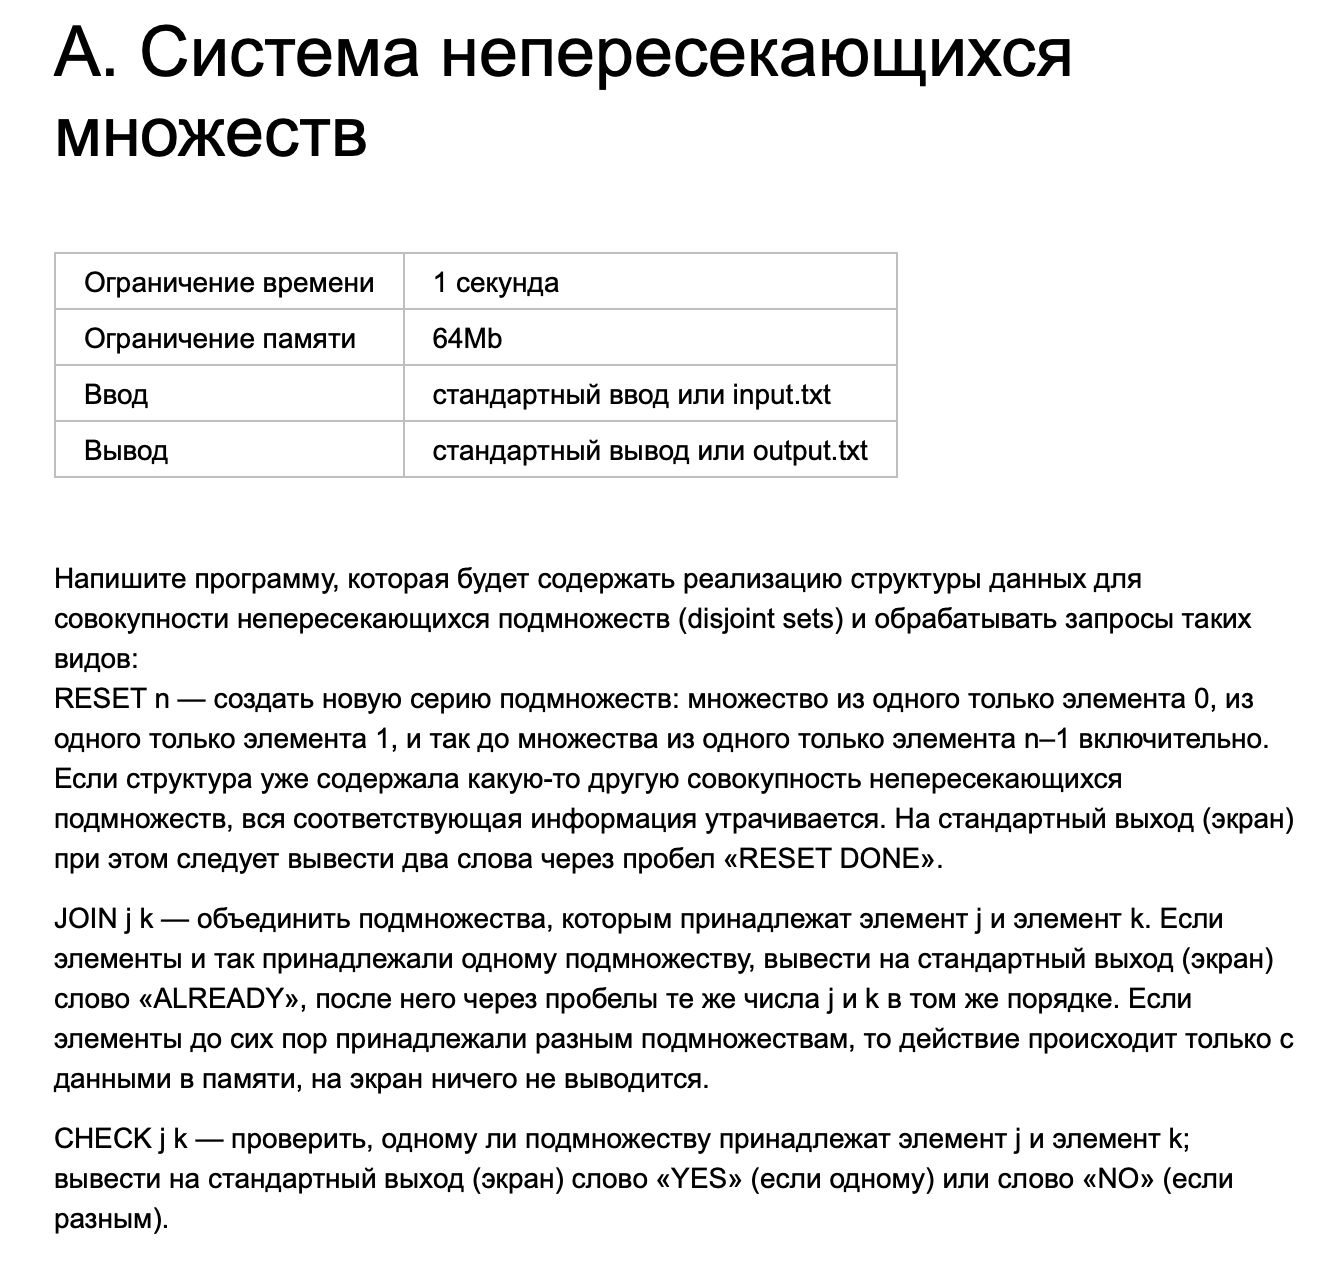 А. Система непересекающихся
множеств
Ограничение времени 1 секунда
Ограничение памяти 64Mb
Ввод стандартный ввод или input.txt
Вывод стандартный вывод или output.txt
Напишите программу, которая будет содержать реализацию структуры данных для
совокупности непересекающихся подмножеств (disjoint sets) и обрабатывать запросы таких
видов:
RESET n — создать новую серию подмножеств: множество из одного только элемента 0, из
одного только элемента 1, и так до множества из одного только элемента n–1 включительно.
Если структура уже содержала какую-то другую совокупность непересекающихся
подмножеств, вся соответствующая информация утрачивается. На стандартный выход (экран)
при этом следует вывести два слова через пробел «RESET DONE».
JOIN j k — объединить подмножества, которым принадлежат элемент j и элемент k. Если
элементы и так принадлежали одному подмножеству, вывести на стандартный выход (экран)
слово «ALREADY», после него через пробелы те же числа j и k в том же порядке. Если
элементы до сих пор принадлежали разным подмножествам, то действие происходит только с
данными в памяти, на экран ничего не выводится.
CHECK j k — проверить, одному ли подмножеству принадлежат элемент j и элемент k;
вывести на стандартный выход (экран) слово «YES» (если одному) или слово «NO» (если
разным).